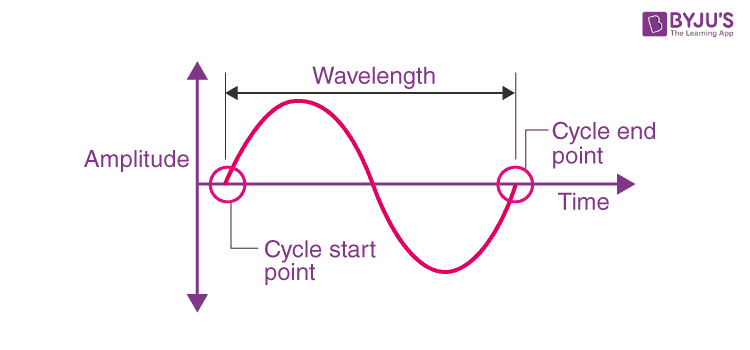 BYJU'S
The Learning App
Wavelength
Amplitude
Cycle end
point
Time
Cycle start
point